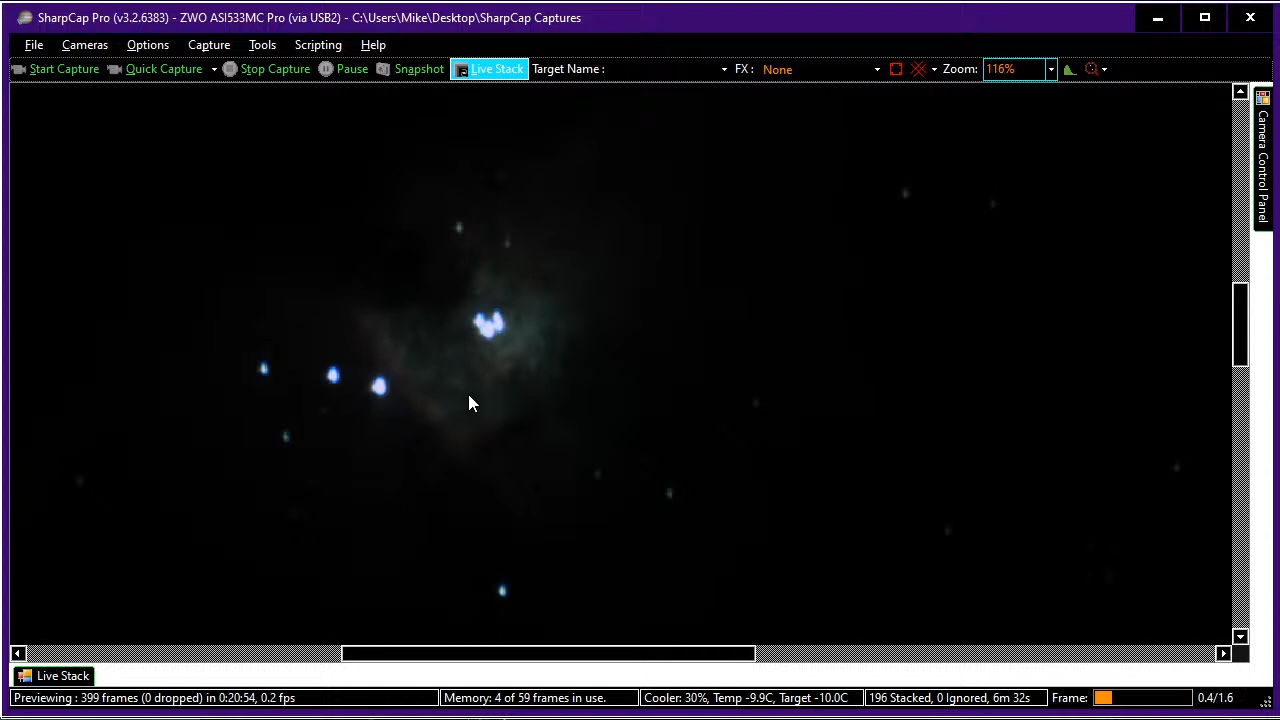 SharpCap Pro (v3.2.6383) - ZWO ASI533MC Pro (via USB2) - C:\Users\Mike\Desktop\SharpCap Captures
File Cameras Options Capture Tools Scripting Help
Start Capture Quick Capture Stop Capture Pause Snapshot Live Stack Target Name : FX : None Zoom: 116%
Camera Control Panel
Live Stack
Previewing : 399 frames (0 dropped) in 0:20:54, 0.2 fps Memory: 4 of 59 frames in use. Cooler: 30%, Temp -9.9C, Target -10.0C 196 Stacked, 0 Ignored, 6m 32s Frame: 0.4/1.6